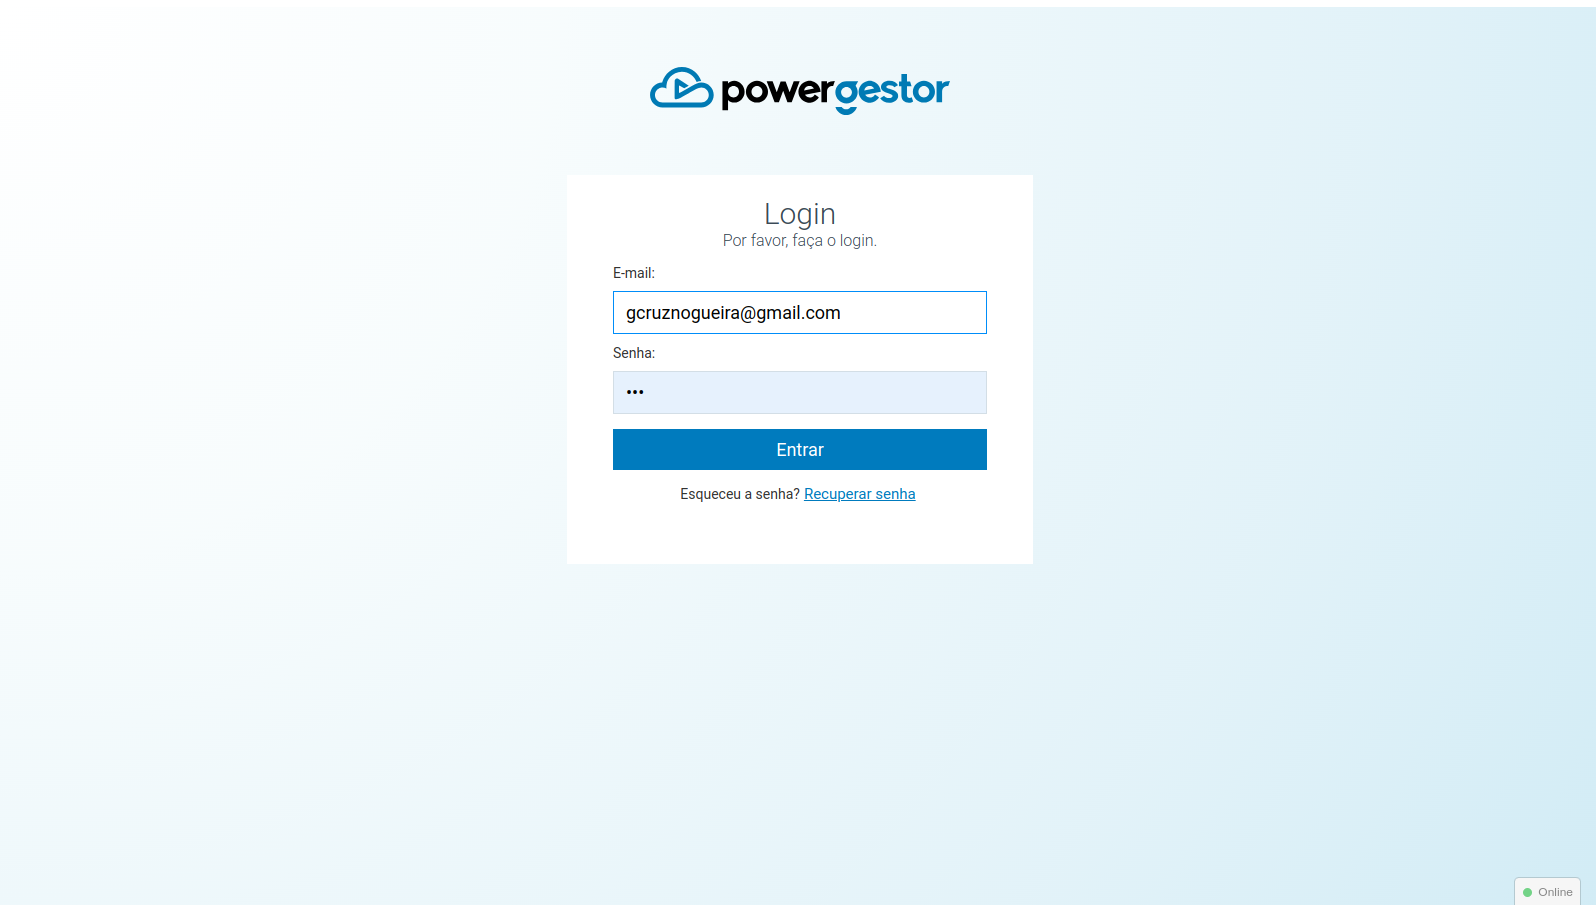 powergestor
Login
Por favor, faça o login.
E-mail:
gcruznogueira@gmail.com
Senha:
•••
Entrar
Esqueceu a senha? Recuperar senha
Online